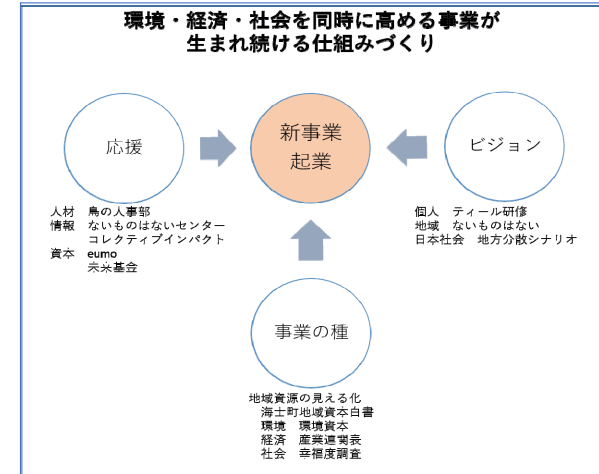 環境・経済・社会を同時に高める事業が
生まれ続ける仕組みづくり
応援
新事業
起業
ビジョン
人材 島の人事部
情報 ないものはないセンター
コレクティブインパクト
資本 eumo
未来基金
個人 ティール研修
地域 ないものはない
日本社会 地方分散シナリオ
事業の種
地域資源の見える化
海士町地域資本白書
環境 環境資本
経済 産業連関表
社会 幸福度調査